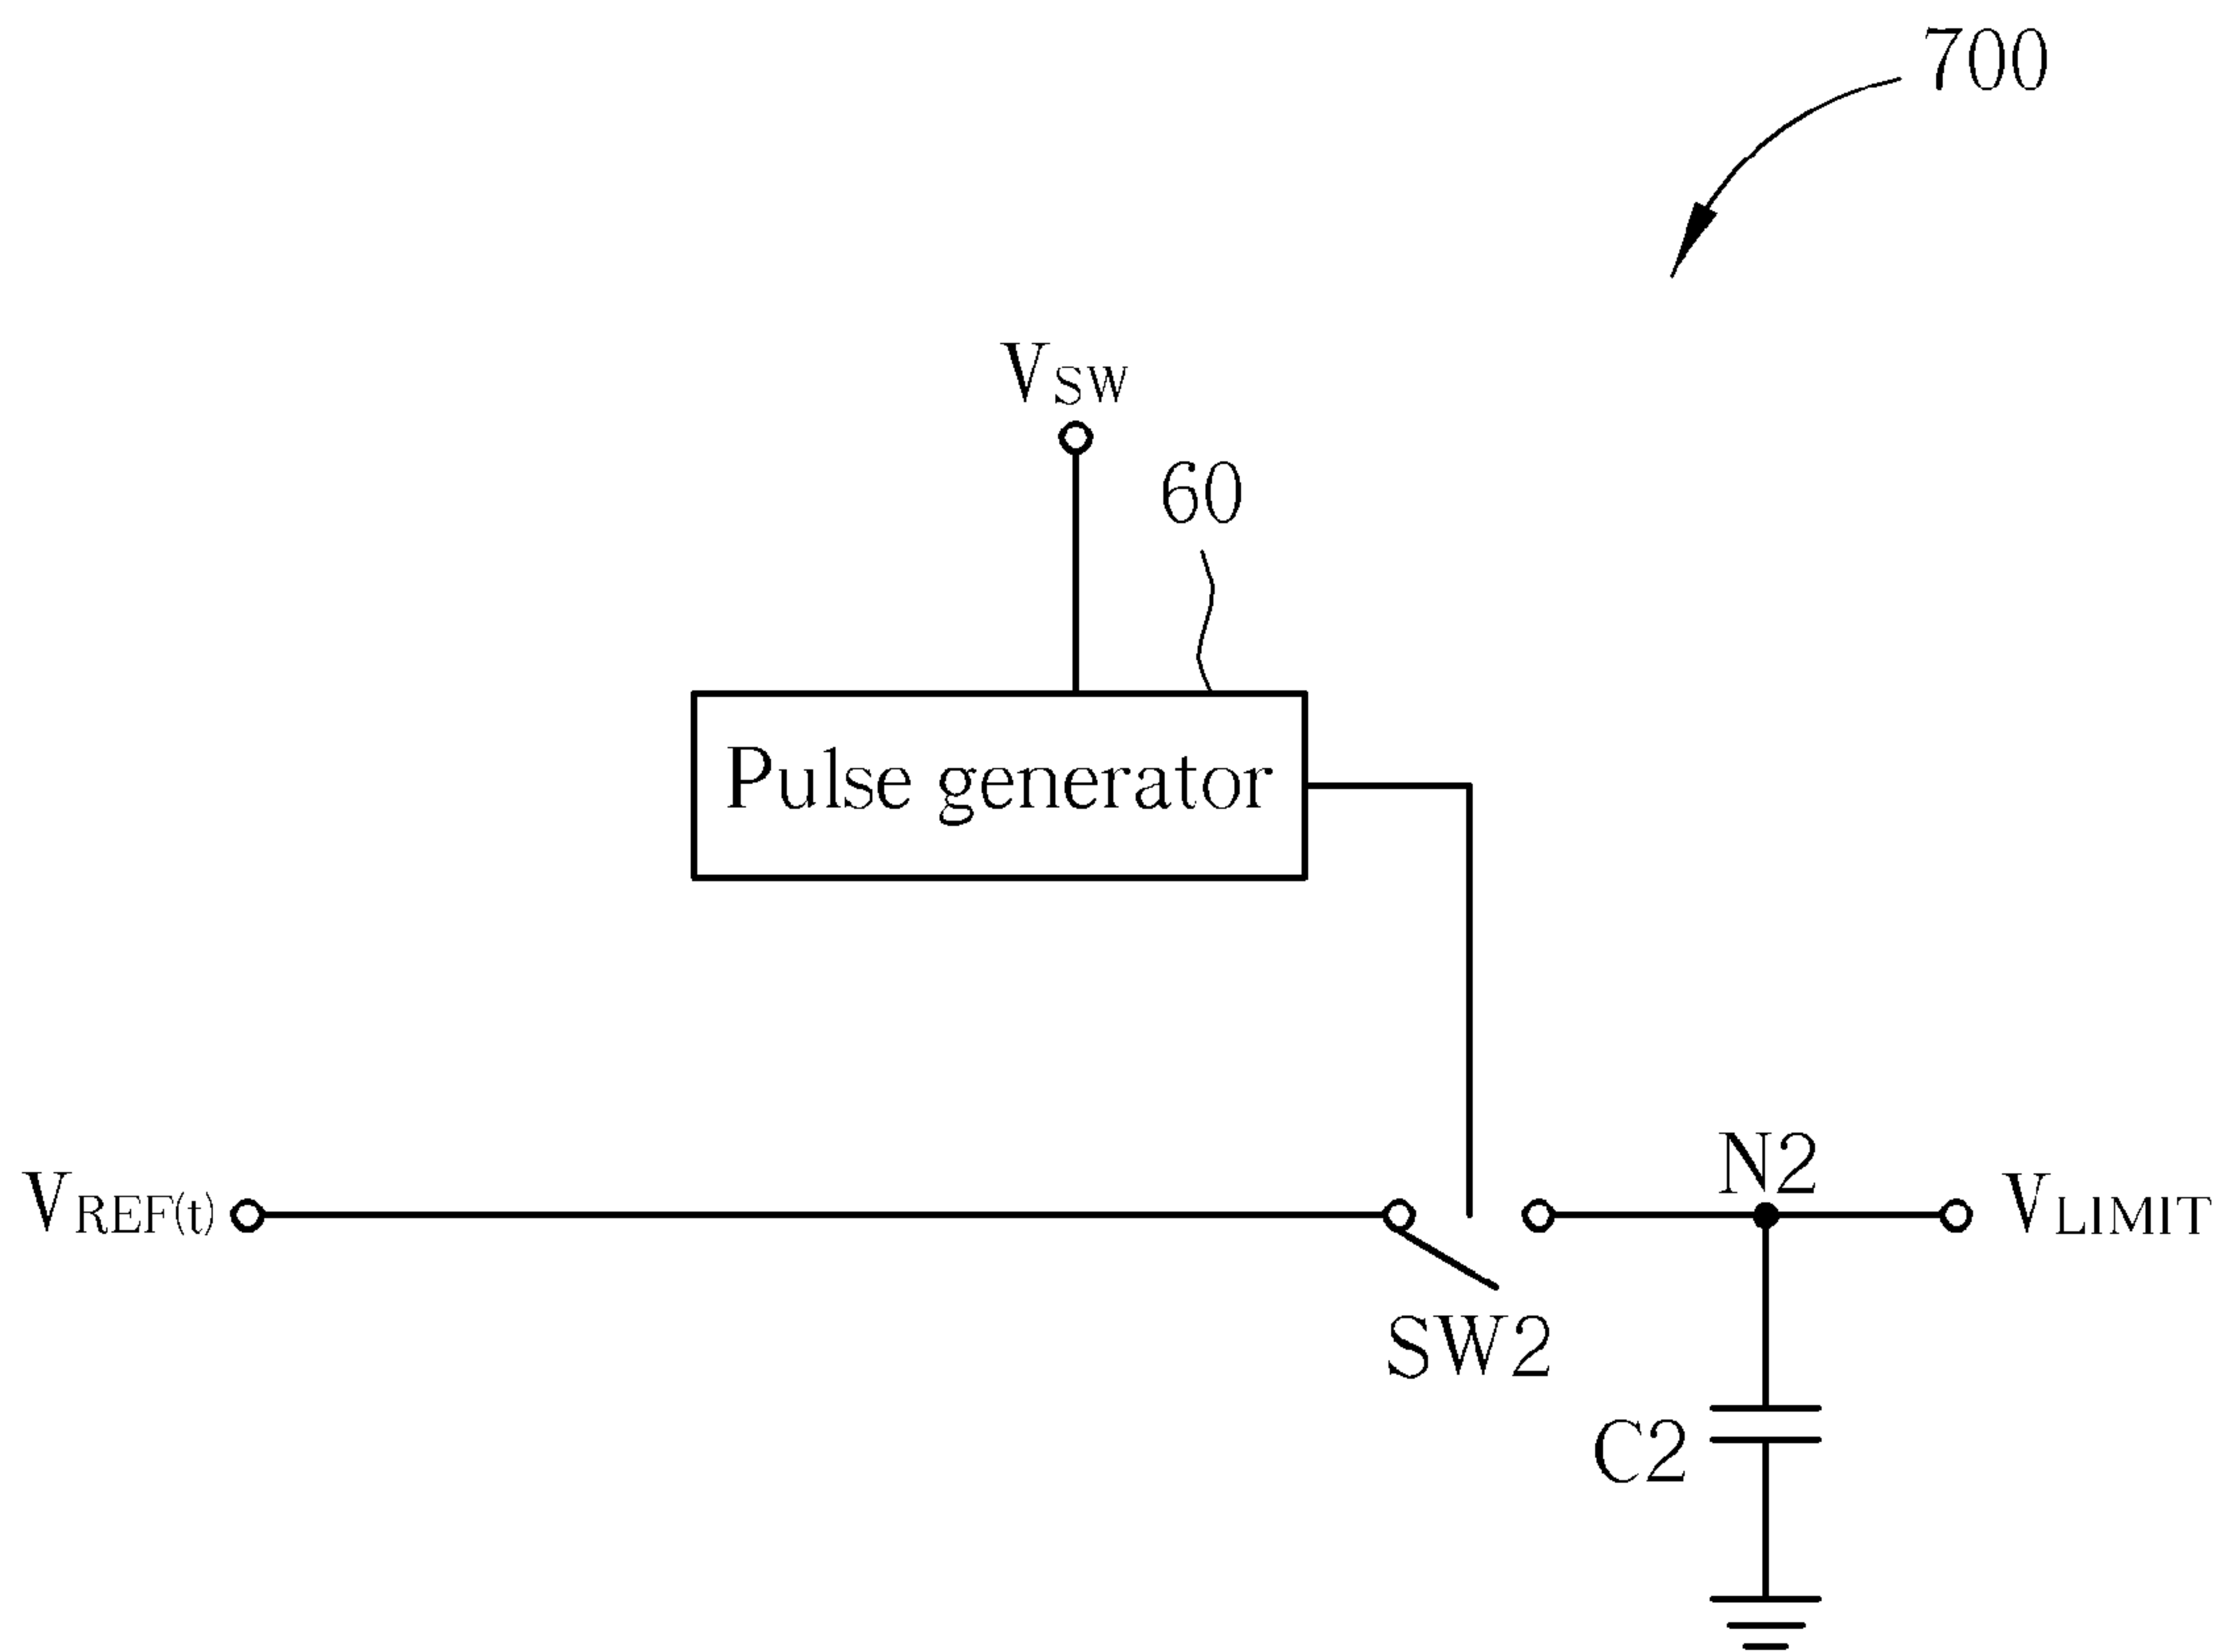 700
VSW
60
Pulse generator
N2
VREF(t)
VLIMIT
SW2
C2